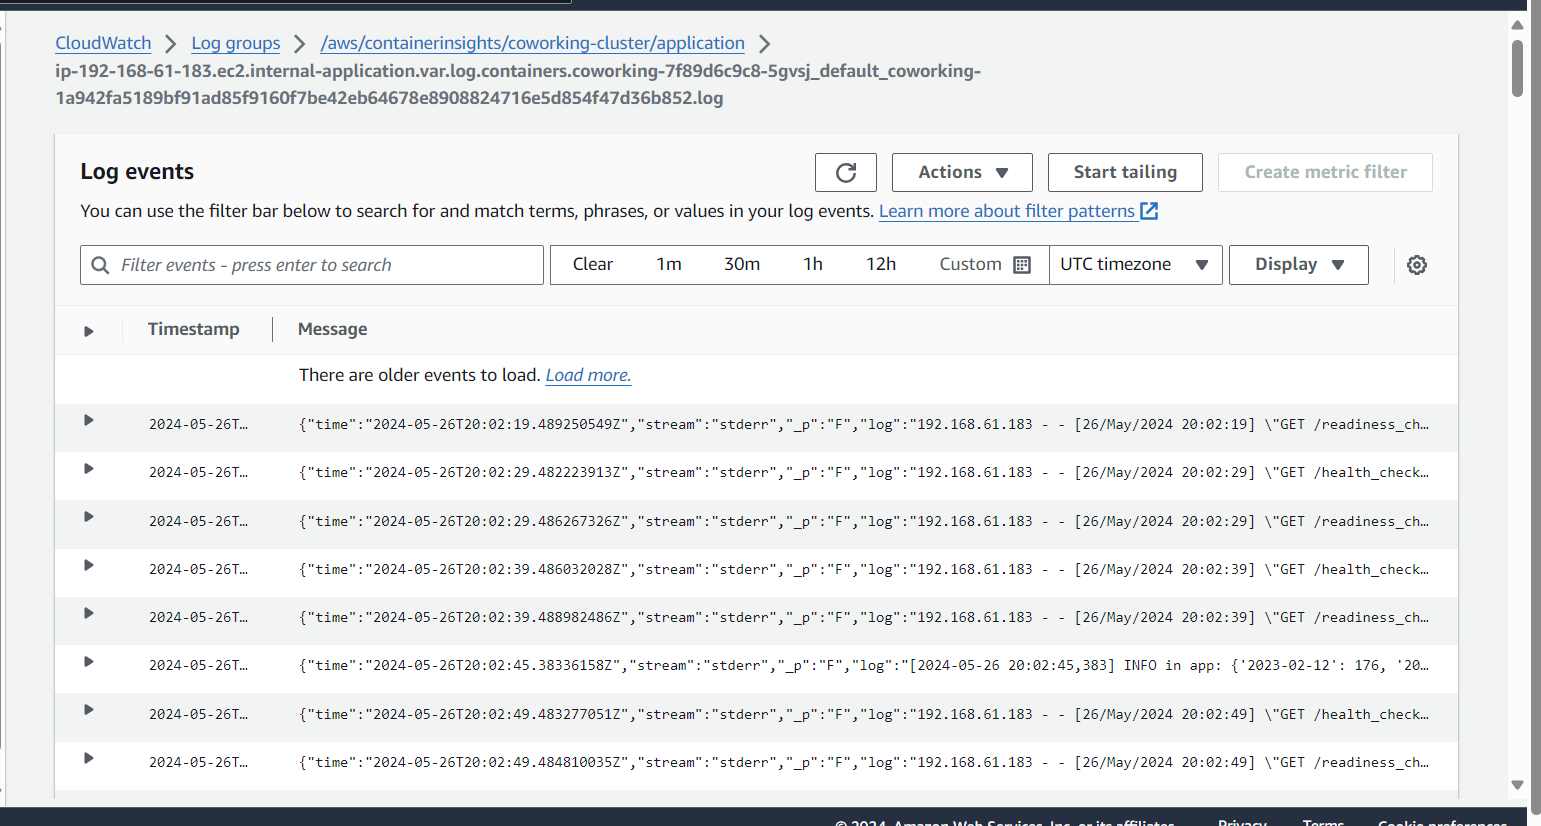 CloudWatch > Log groups > /aws/containerinsights/coworking-cluster/application >
ip-192-168-61-183.ec2.internal-application.var.log.containers.coworking-7f89d6c9c8-5gvsj_default_coworking-
1a942fa5189bf91ad85f9160f7be42eb64678e8908824716e5d854f47d36b852.log
Log events
Actions
Start tailing
Create metric filter
You can use the filter bar below to search for and match terms, phrases, or values in your log events. Learn more about filter patterns
Filter events - press enter to search
Clear 1m 30m 1h 12h Custom
UTC timezone
Display
Timestamp Message
There are older events to load. Load more.
2024-05-26T… {"time":"2024-05-26T20:02:19.489250549Z","stream":"stderr","_p":"F","log":"192.168.61.183 - - [26/May/2024 20:02:19] \"GET /readiness_ch…
2024-05-26T… {"time":"2024-05-26T20:02:29.482223913Z","stream":"stderr","_p":"F","log":"192.168.61.183 - - [26/May/2024 20:02:29] \"GET /health_check…
2024-05-26T… {"time":"2024-05-26T20:02:29.486267326Z","stream":"stderr","_p":"F","log":"192.168.61.183 - - [26/May/2024 20:02:29] \"GET /readiness_ch…
2024-05-26T… {"time":"2024-05-26T20:02:39.486032028Z","stream":"stderr","_p":"F","log":"192.168.61.183 - - [26/May/2024 20:02:39] \"GET /health_check…
2024-05-26T… {"time":"2024-05-26T20:02:39.488982486Z","stream":"stderr","_p":"F","log":"192.168.61.183 - - [26/May/2024 20:02:39] \"GET /readiness_ch…
2024-05-26T… {"time":"2024-05-26T20:02:45.38336158Z","stream":"stderr","_p":"F","log":"[2024-05-26 20:02:45,383] INFO in app: {'2023-02-12': 176, '20…
2024-05-26T… {"time":"2024-05-26T20:02:49.483277051Z","stream":"stderr","_p":"F","log":"192.168.61.183 - - [26/May/2024 20:02:49] \"GET /health_check…
2024-05-26T… {"time":"2024-05-26T20:02:49.484810035Z","stream":"stderr","_p":"F","log":"192.168.61.183 - - [26/May/2024 20:02:49] \"GET /readiness_ch…
© 2024, Amazon Web Services, Inc. or its affiliates. Privacy Terms Cookie preferences